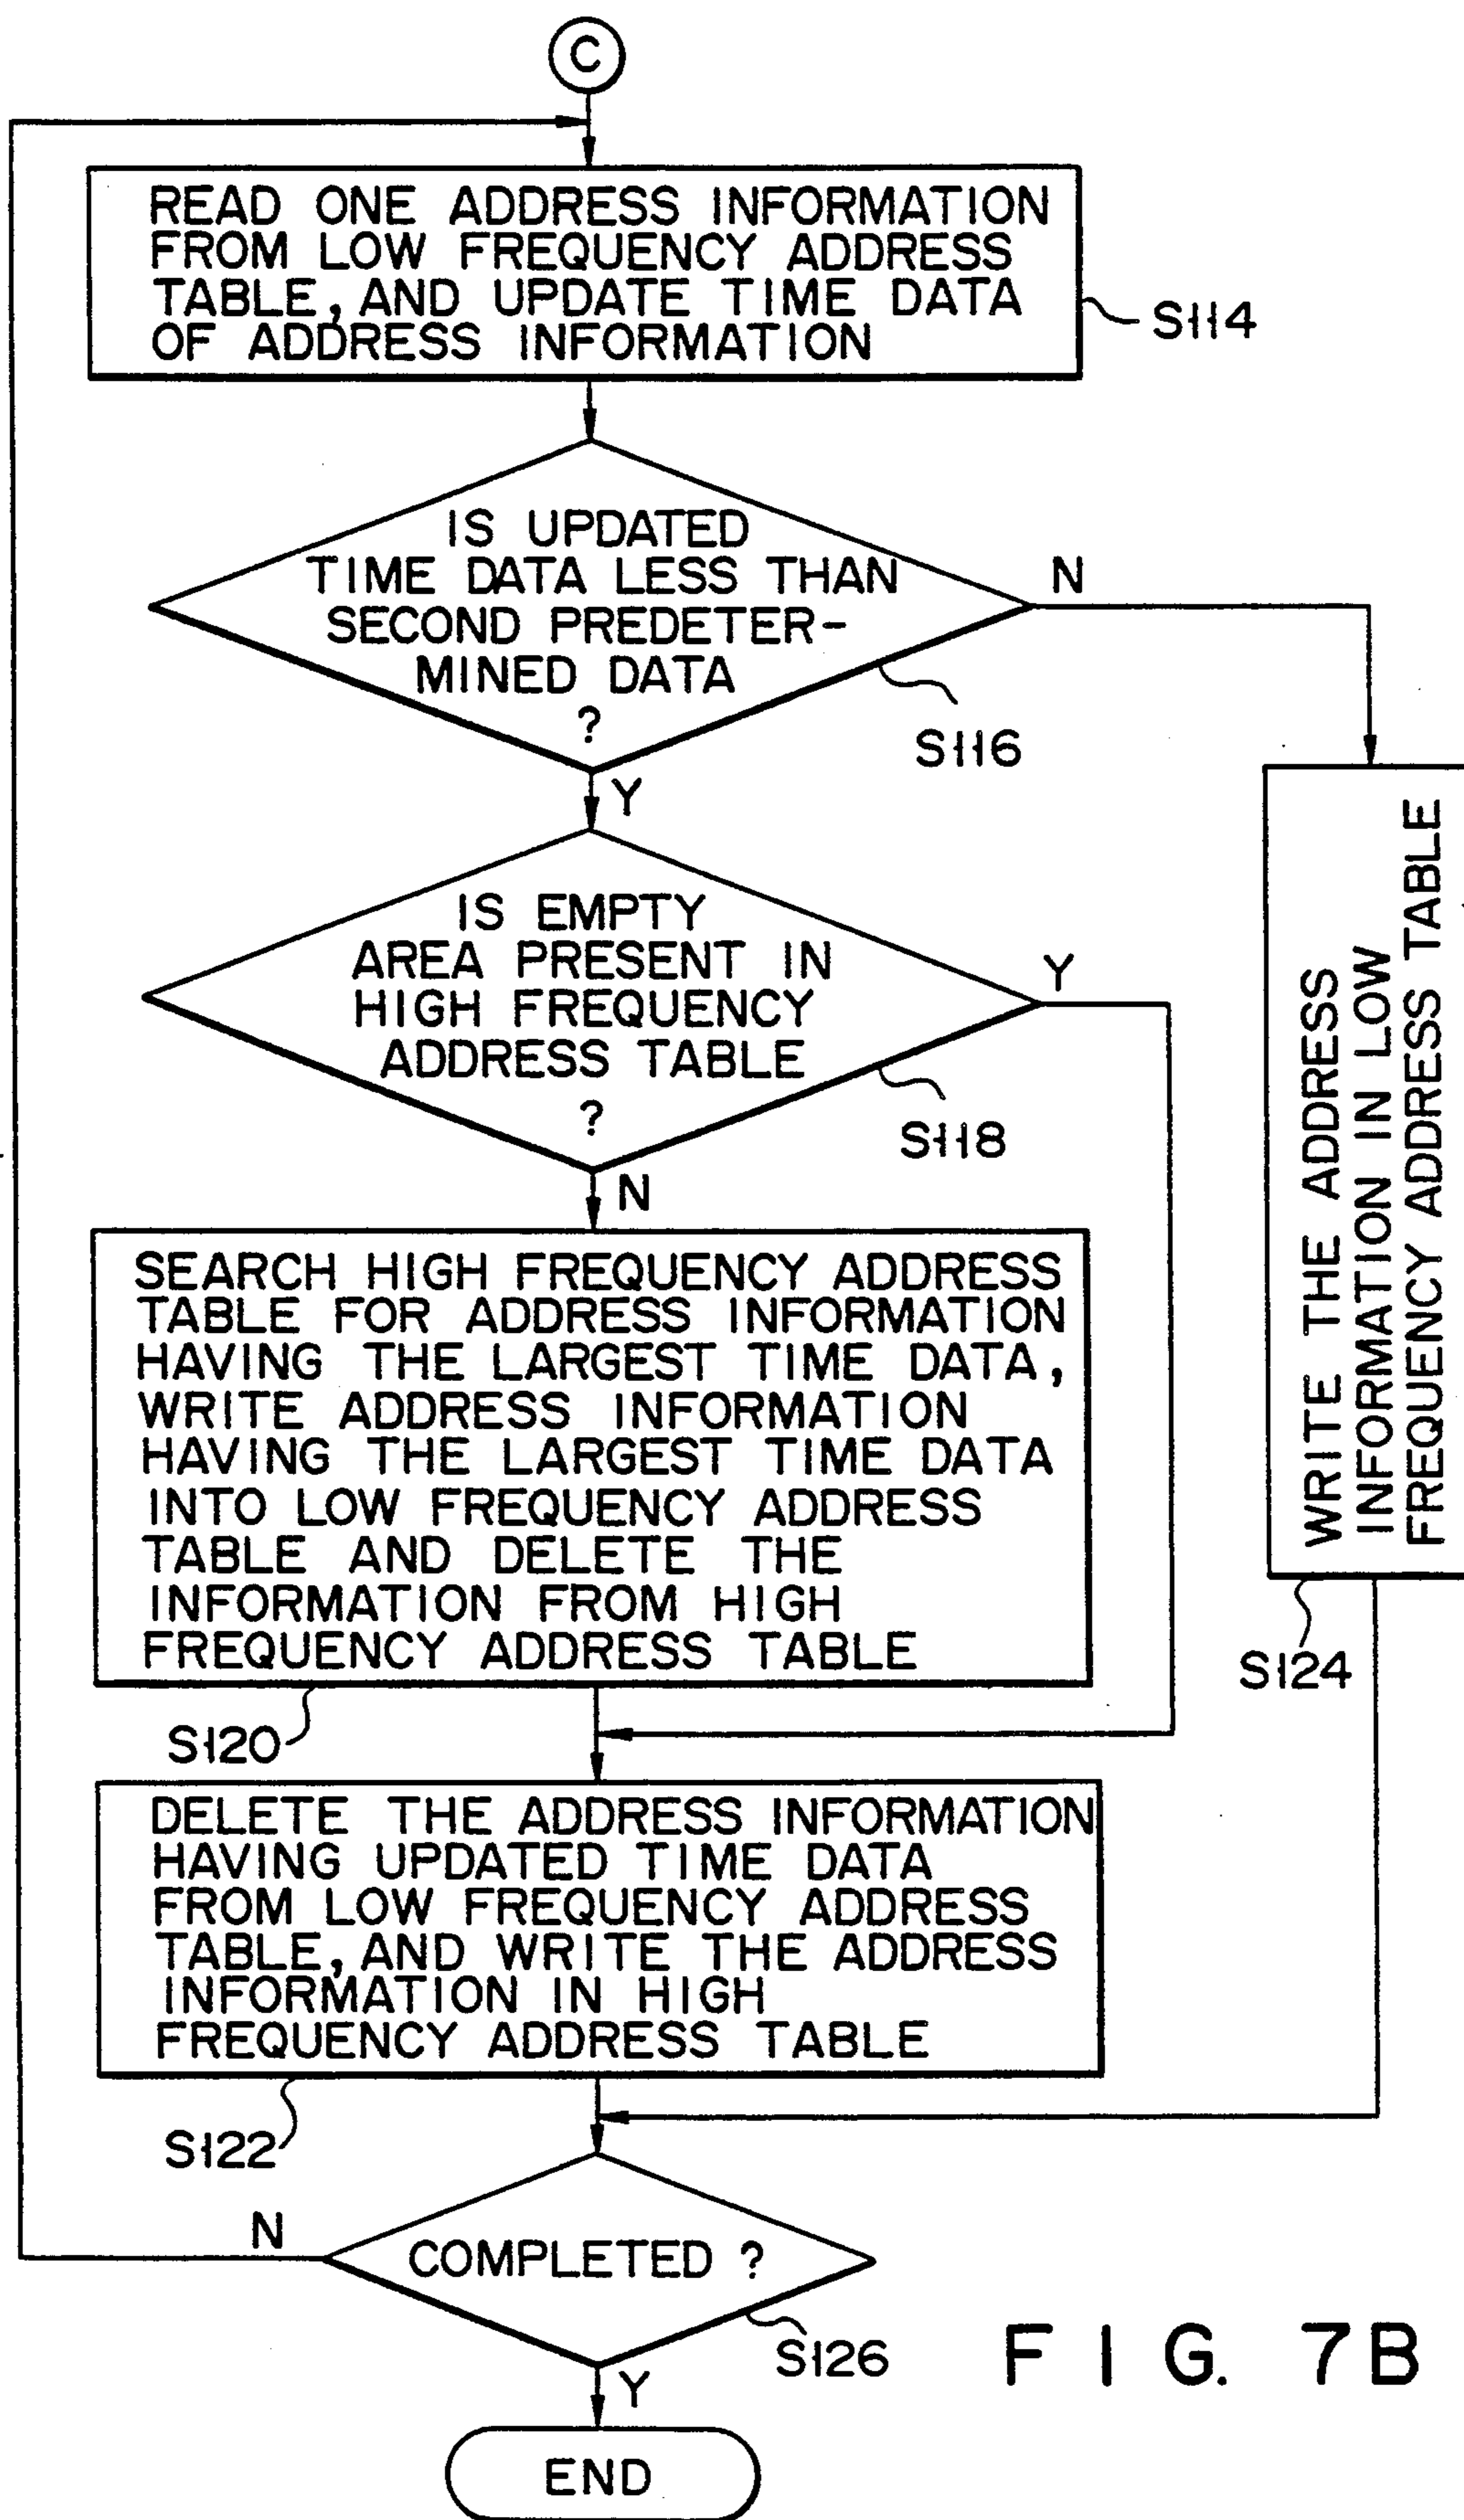 C
READ ONE ADDRESS INFORMATION
FROM LOW FREQUENCY ADDRESS
TABLE, AND UPDATE TIME DATA
OF ADDRESS INFORMATION
S114
IS UPDATED
TIME DATA LESS THAN
SECOND PREDETER-
MINED DATA
?
N
S116
Y
IS EMPTY
AREA PRESENT IN
HIGH FREQUENCY
ADDRESS TABLE
?
Y
S118
N
WRITE THE ADDRESS
INFORMATION IN LOW
FREQUENCY ADDRESS TABLE
S124
SEARCH HIGH FREQUENCY ADDRESS
TABLE FOR ADDRESS INFORMATION
HAVING THE LARGEST TIME DATA,
WRITE ADDRESS INFORMATION
HAVING THE LARGEST TIME DATA
INTO LOW FREQUENCY ADDRESS
TABLE AND DELETE THE
INFORMATION FROM HIGH
FREQUENCY ADDRESS TABLE
S120
DELETE THE ADDRESS INFORMATION
HAVING UPDATED TIME DATA
FROM LOW FREQUENCY ADDRESS
TABLE, AND WRITE THE ADDRESS
INFORMATION IN HIGH
FREQUENCY ADDRESS TABLE
S122
N
COMPLETED ?
S126
Y
END
FIG. 7B